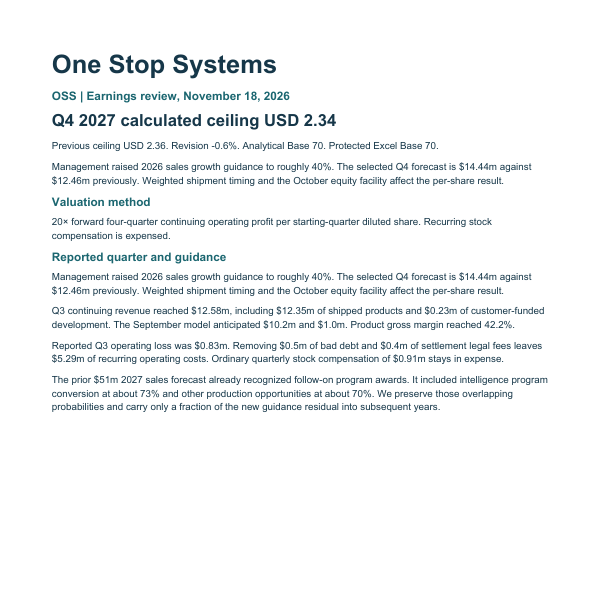 One Stop Systems
OSS | Earnings review, November 18, 2026
Q4 2027 calculated ceiling USD 2.34
Previous ceiling USD 2.36. Revision -0.6%. Analytical Base 70. Protected Excel Base 70.
Management raised 2026 sales growth guidance to roughly 40%. The selected Q4 forecast is $14.44m against
$12.46m previously. Weighted shipment timing and the October equity facility affect the per-share result.
Valuation method
20× forward four-quarter continuing operating profit per starting-quarter diluted share. Recurring stock
compensation is expensed.
Reported quarter and guidance
Management raised 2026 sales growth guidance to roughly 40%. The selected Q4 forecast is $14.44m against
$12.46m previously. Weighted shipment timing and the October equity facility affect the per-share result.
Q3 continuing revenue reached $12.58m, including $12.35m of shipped products and $0.23m of customer-funded
development. The September model anticipated $10.2m and $1.0m. Product gross margin reached 42.2%.
Reported Q3 operating loss was $0.83m. Removing $0.5m of bad debt and $0.4m of settlement legal fees leaves
$5.29m of recurring operating costs. Ordinary quarterly stock compensation of $0.91m stays in expense.
The prior $51m 2027 sales forecast already recognized follow-on program awards. It included intelligence program
conversion at about 73% and other production opportunities at about 70%. We preserve those overlapping
probabilities and carry only a fraction of the new guidance residual into subsequent years.